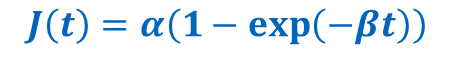 J(t) = α(1 − exp(−βt))